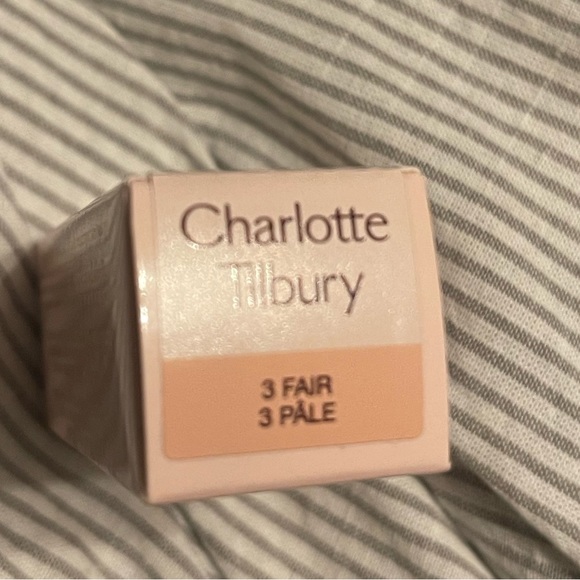 Charlotte
Tilbury
3 FAIR
3 PÂLE